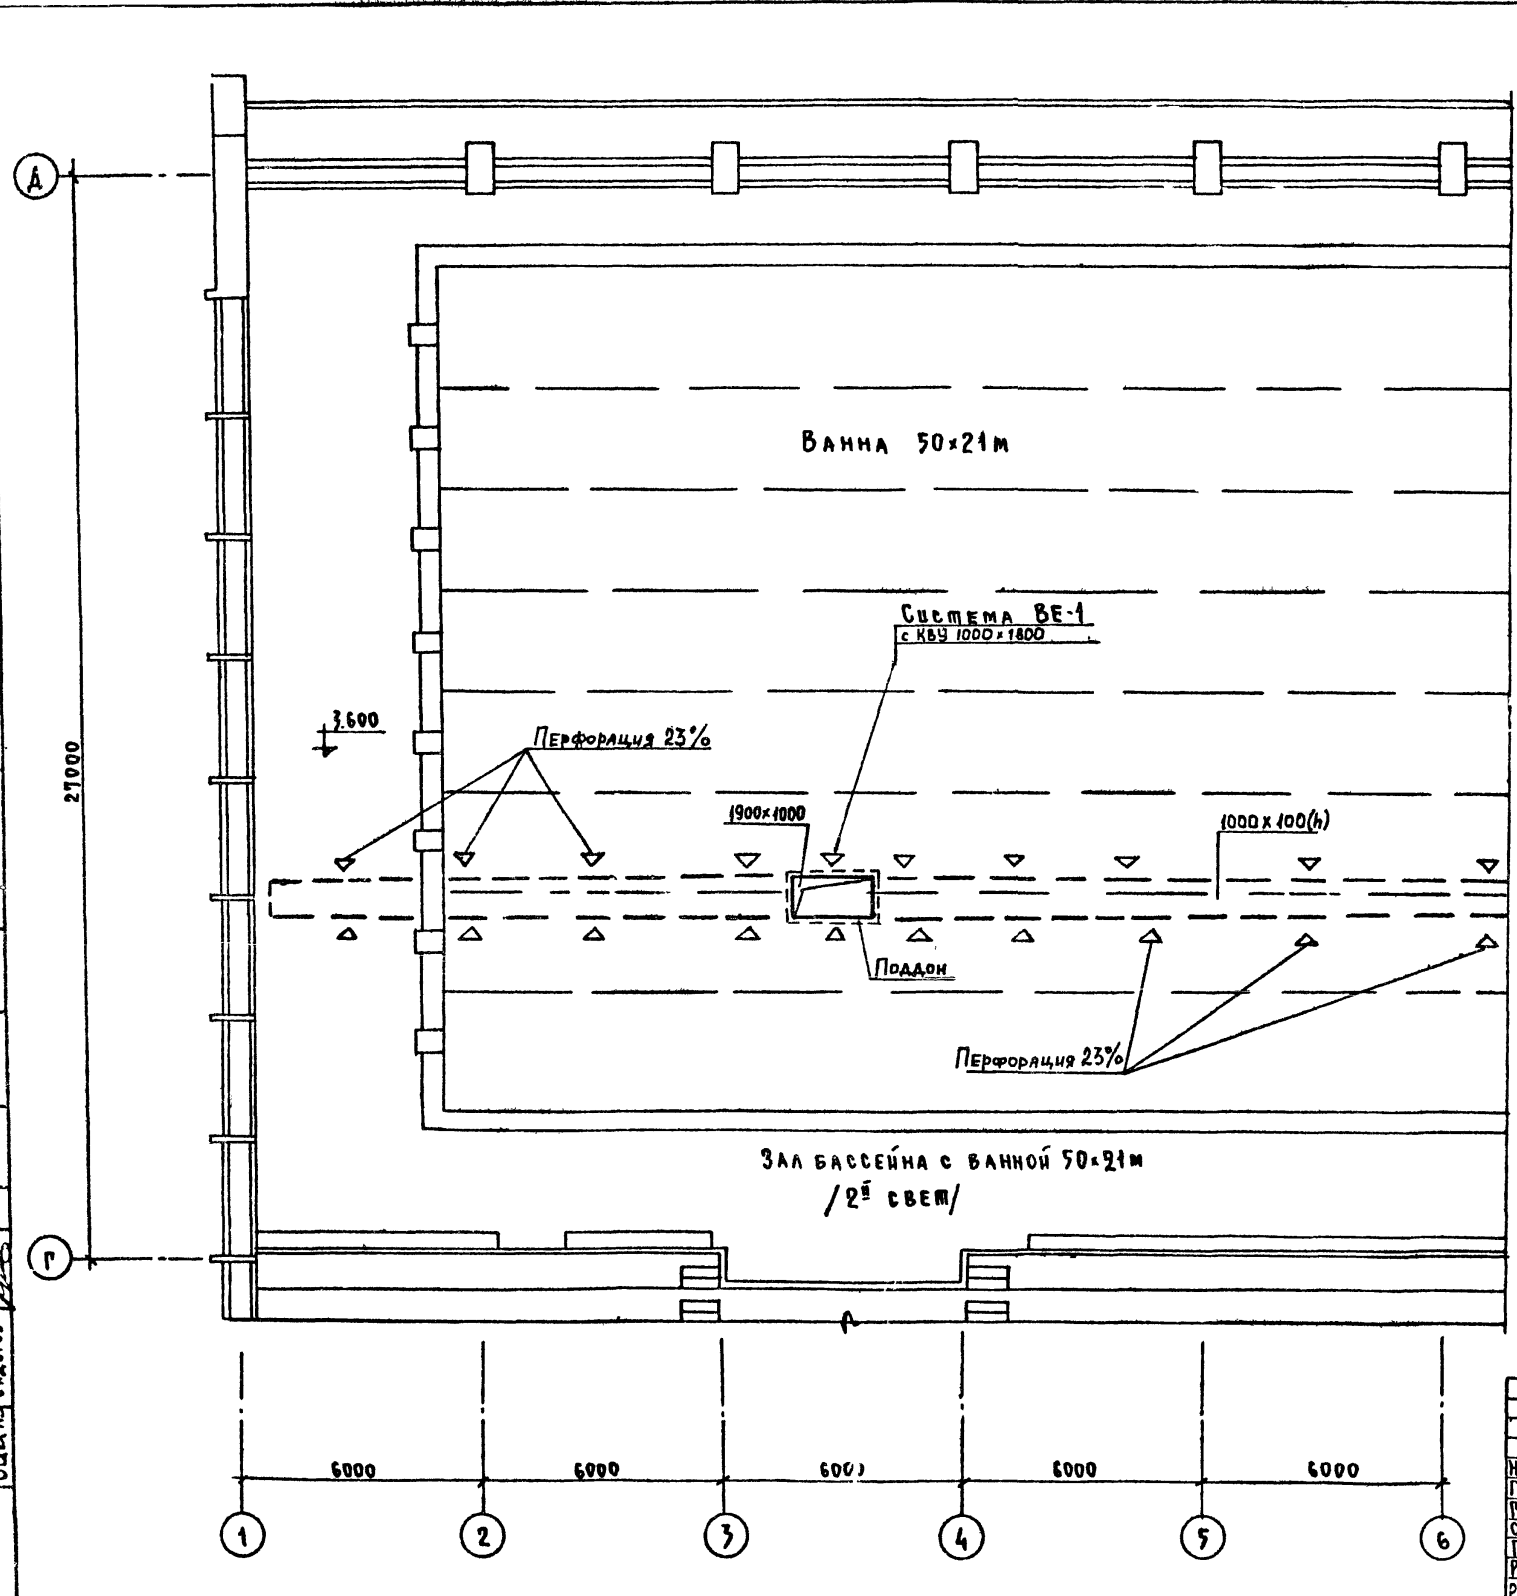 Д
Ванна 50×21м
Система ВЕ-1
с КВУ 1000×1800
3.600
Перфорация 23%
27000
1900×1000
1000×100(h)
Поддон
Перфорация 23%
Зал бассейна с ванной 50×21м
/2й свет/
Г
6000
6000
6000
6000
1
2
3
4
5
6